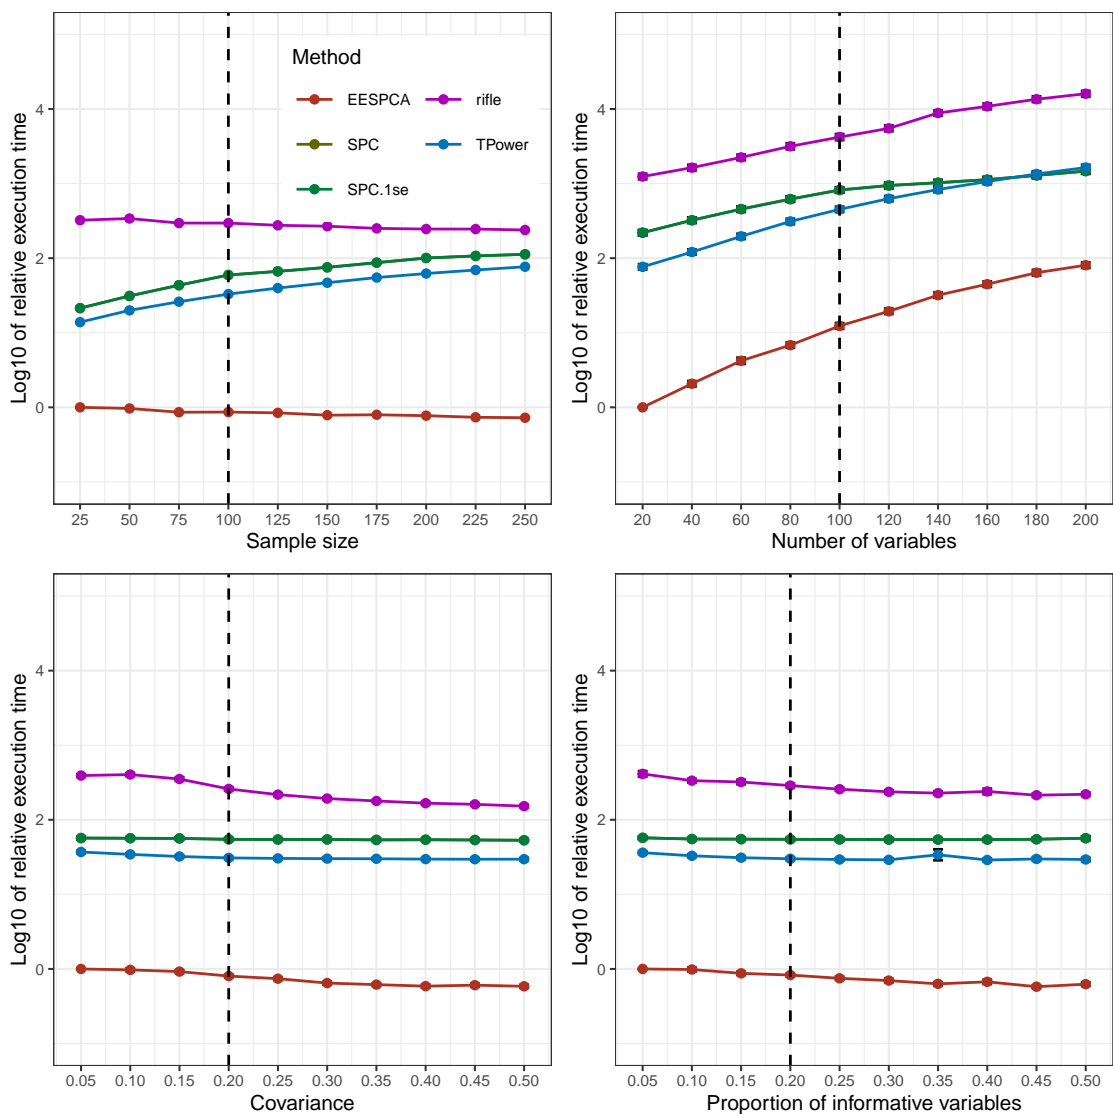 Log10 of relative execution time
4
2
0
Method
EESPCA
rifle
SPC
TPower
SPC.1se
25 50 75 100 125 150 175 200 225 250
Sample size
Log10 of relative execution time
4
2
0
20 40 60 80 100 120 140 160 180 200
Number of variables
Log10 of relative execution time
4
2
0
0.05 0.10 0.15 0.20 0.25 0.30 0.35 0.40 0.45 0.50
Covariance
Log10 of relative execution time
4
2
0
0.05 0.10 0.15 0.20 0.25 0.30 0.35 0.40 0.45 0.50
Proportion of informative variables